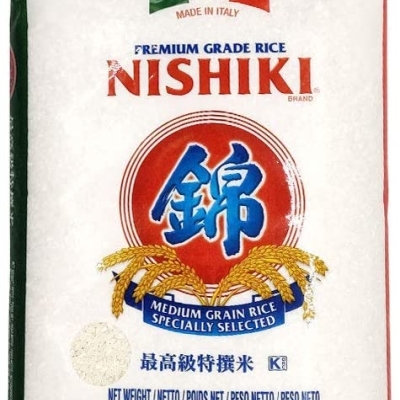 MADE IN ITALY
PREMIUM GRADE RICE
NISHIKI®
BRAND
錦
MEDIUM GRAIN RICE
SPECIALLY SELECTED
最高級特撰米 K
NET WEIGHT / NETTO / POIDS NET / PESO NETTO / PESO NETO